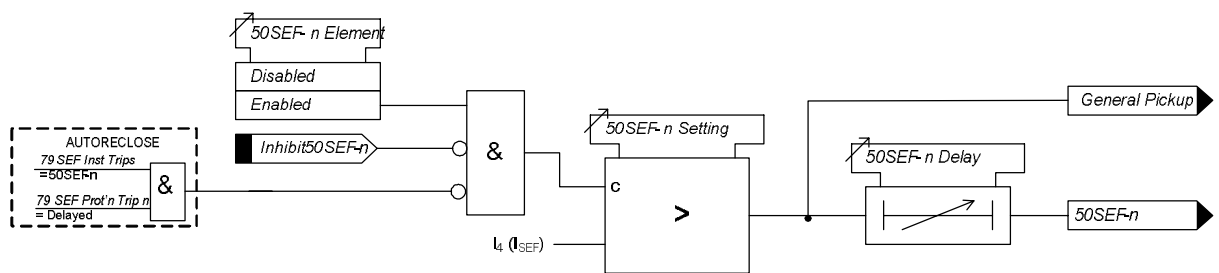 50SEF- n Element
Disabled
Enabled
Inhibit50SEF-n
AUTORECLOSE
79 SEF Inst Trips
=50SEF-n
&
79 SEF Prot'n Trip n
= Delayed
&
50SEF-n Setting
c
>
I4 (ISEF)
50SEF-n Delay
General Pickup
50SEF-n